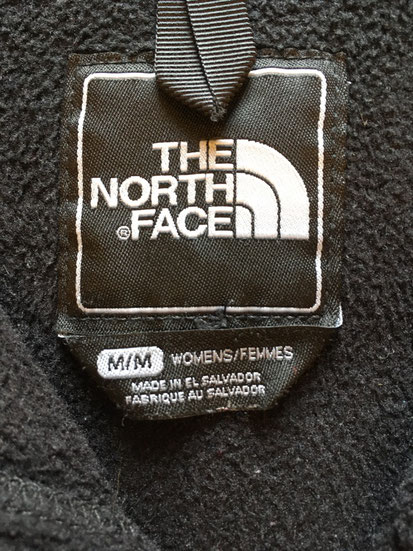 THE
NORTH
FACE
®
M/M WOMENS/FEMMES
MADE IN EL SALVADOR
FABRIQUE AU SALVADOR